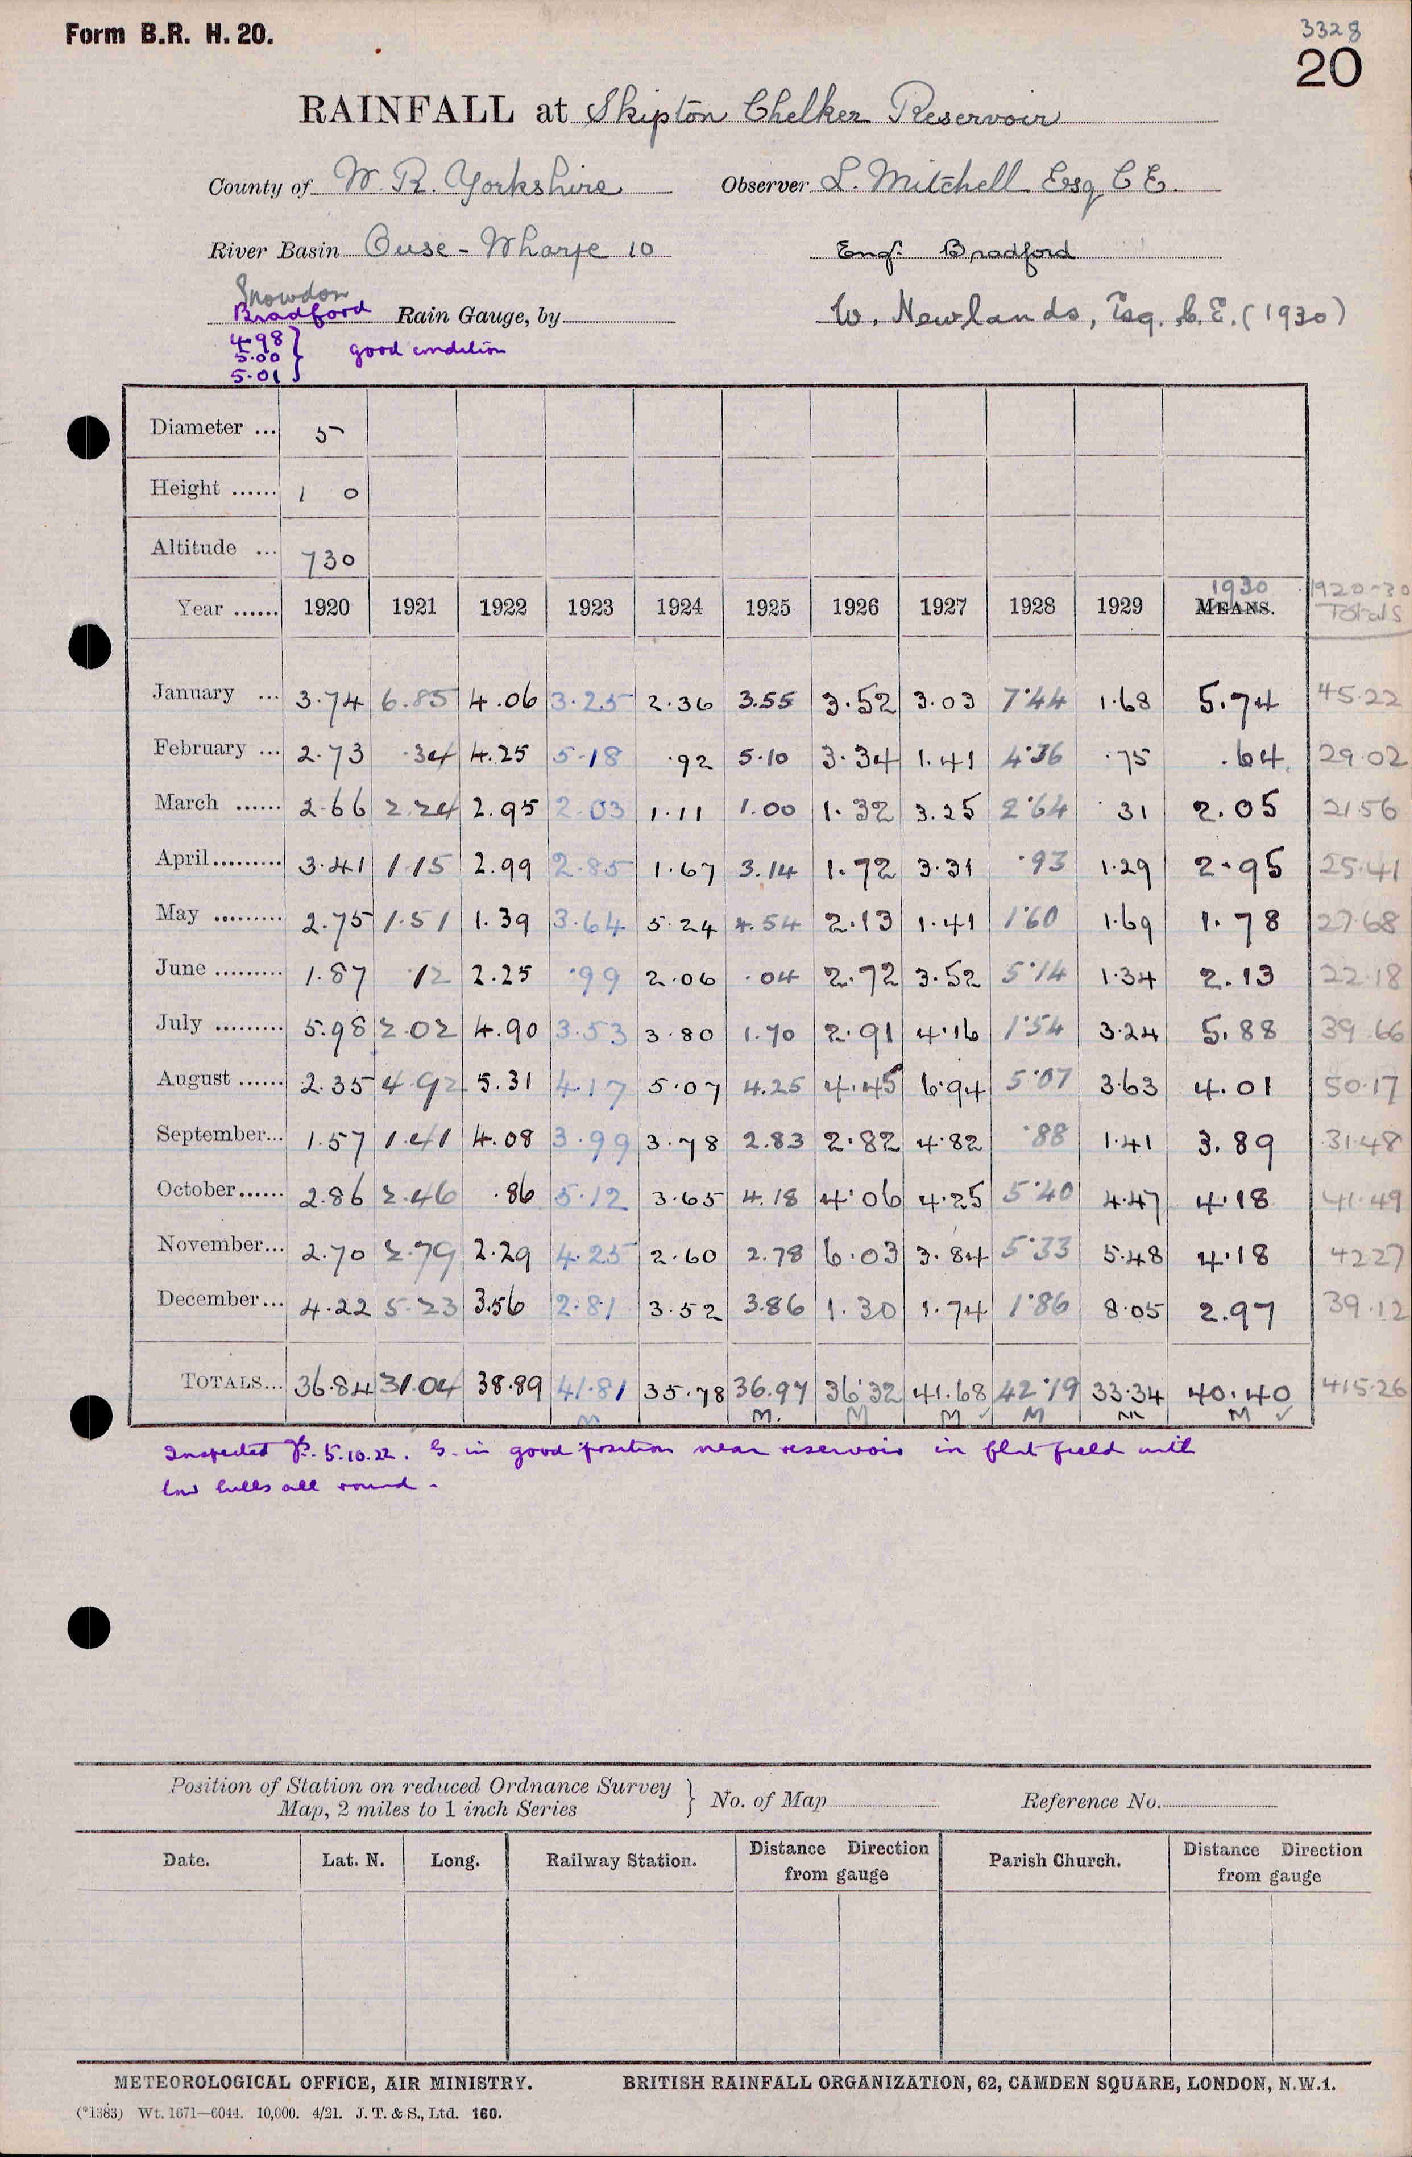 Form B.R. H. 20.
3328
20
RAINFALL at Skipton Chelker Reservoir
County of W. R. Yorkshire Observer L. Mitchell Esq C E.
River Basin Ouse - Wharfe 10 Engr. Bradford
Snowdon
Bradford Rain Gauge, by W. Newlands, Esq. C.E. (1930)
4.98
5.00 } good condition
5.01
Diameter ... 5
Height ...... 1 0
Altitude ... 730
1930 1920-30
Year ...... 1920 1921 1922 1923 1924 1925 1926 1927 1928 1929 MEANS. Totals
January ... 3.74 6.85 4.06 3.25 2.36 3.55 3.52 3.03 7.44 1.68 5.74 45.22
February ... 2.73 .34 4.25 5.18 .92 5.10 3.34 1.41 4.36 .75 .64 29.02
March ...... 2.66 2.24 2.95 2.03 1.11 1.00 1.32 3.25 2.64 .31 2.05 21.56
April......... 3.41 1.15 2.99 2.85 1.67 3.14 1.72 3.31 .93 1.29 2.95 25.41
May ......... 2.75 1.51 1.39 3.64 5.24 4.54 2.13 1.41 1.60 1.69 1.78 27.68
June ......... 1.87 .12 2.25 .99 2.06 .04 2.72 3.52 5.14 1.34 2.13 22.18
July ......... 5.98 2.02 4.90 3.53 3.80 1.70 2.91 4.16 1.54 3.24 5.88 39.66
August ...... 2.35 4.92 5.31 4.17 5.07 4.25 4.45 6.94 5.07 3.63 4.01 50.17
September... 1.57 1.41 4.08 3.99 3.78 2.83 2.82 4.82 .88 1.41 3.89 31.48
October...... 2.86 2.46 .86 5.12 3.65 4.18 4.06 4.25 5.40 4.47 4.18 41.49
November... 2.70 2.79 2.29 4.25 2.60 2.78 6.03 3.84 5.33 5.48 4.18 42.27
December... 4.22 5.23 3.56 2.81 3.52 3.86 1.30 1.74 1.86 8.05 2.97 39.12
TOTALS... 36.84 31.04 38.89 41.81 35.78 36.97 36.32 41.68 42.19 33.34 40.40 415.26
M M. M M ✓ M M M ✓
Inspected 5.10.22. G. in good position near reservoir in flat field with
low hills all round.
Position of Station on reduced Ordnance Survey
Map, 2 miles to 1 inch Series } No. of Map Reference No.
Date. Lat. N. Long. Railway Station. Distance Direction from gauge Parish Church. Distance Direction from gauge
METEOROLOGICAL OFFICE, AIR MINISTRY. BRITISH RAINFALL ORGANIZATION, 62, CAMDEN SQUARE, LONDON, N.W.1.
(*1383) Wt. 1671—6044. 10,000. 4/21. J. T. & S., Ltd. 160.